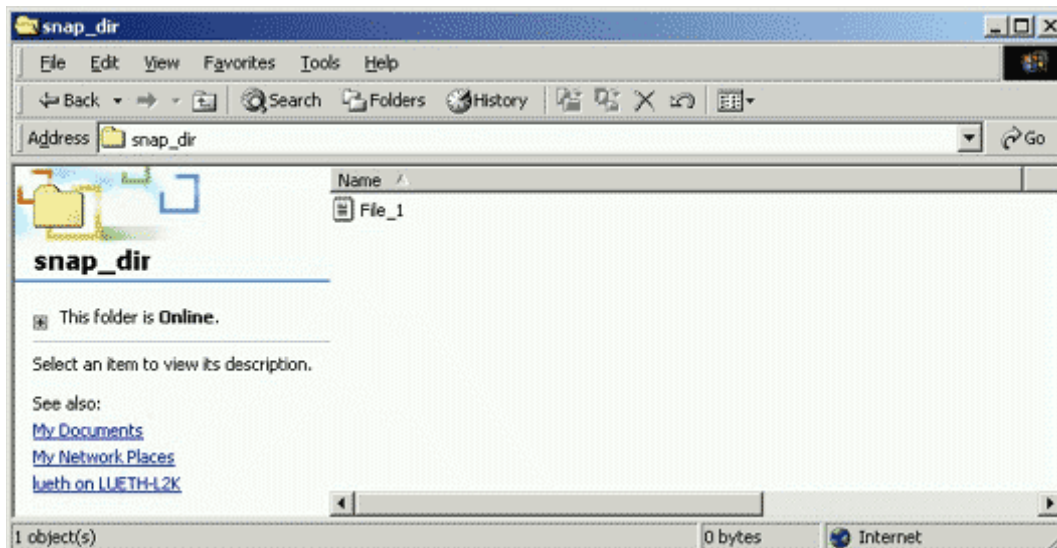 snap_dir
File Edit View Favorites Tools Help
Back Search Folders History
Address snap_dir Go
Name
File_1
snap_dir
This folder is Online.
Select an item to view its description.
See also:
My Documents
My Network Places
lueth on LUETH-L2K
1 object(s) 0 bytes Internet